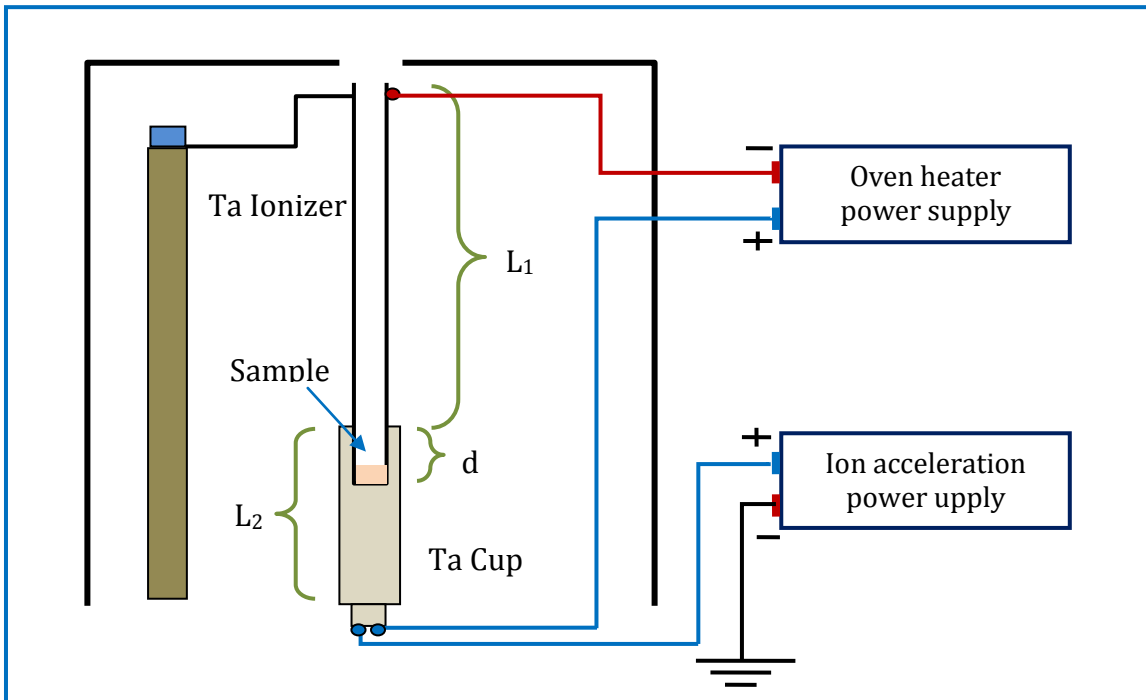 −
Oven heater
power supply
+
Ta Ionizer
L₁
Sample
+
Ion acceleration
power upply
−
d
L₂
Ta Cup